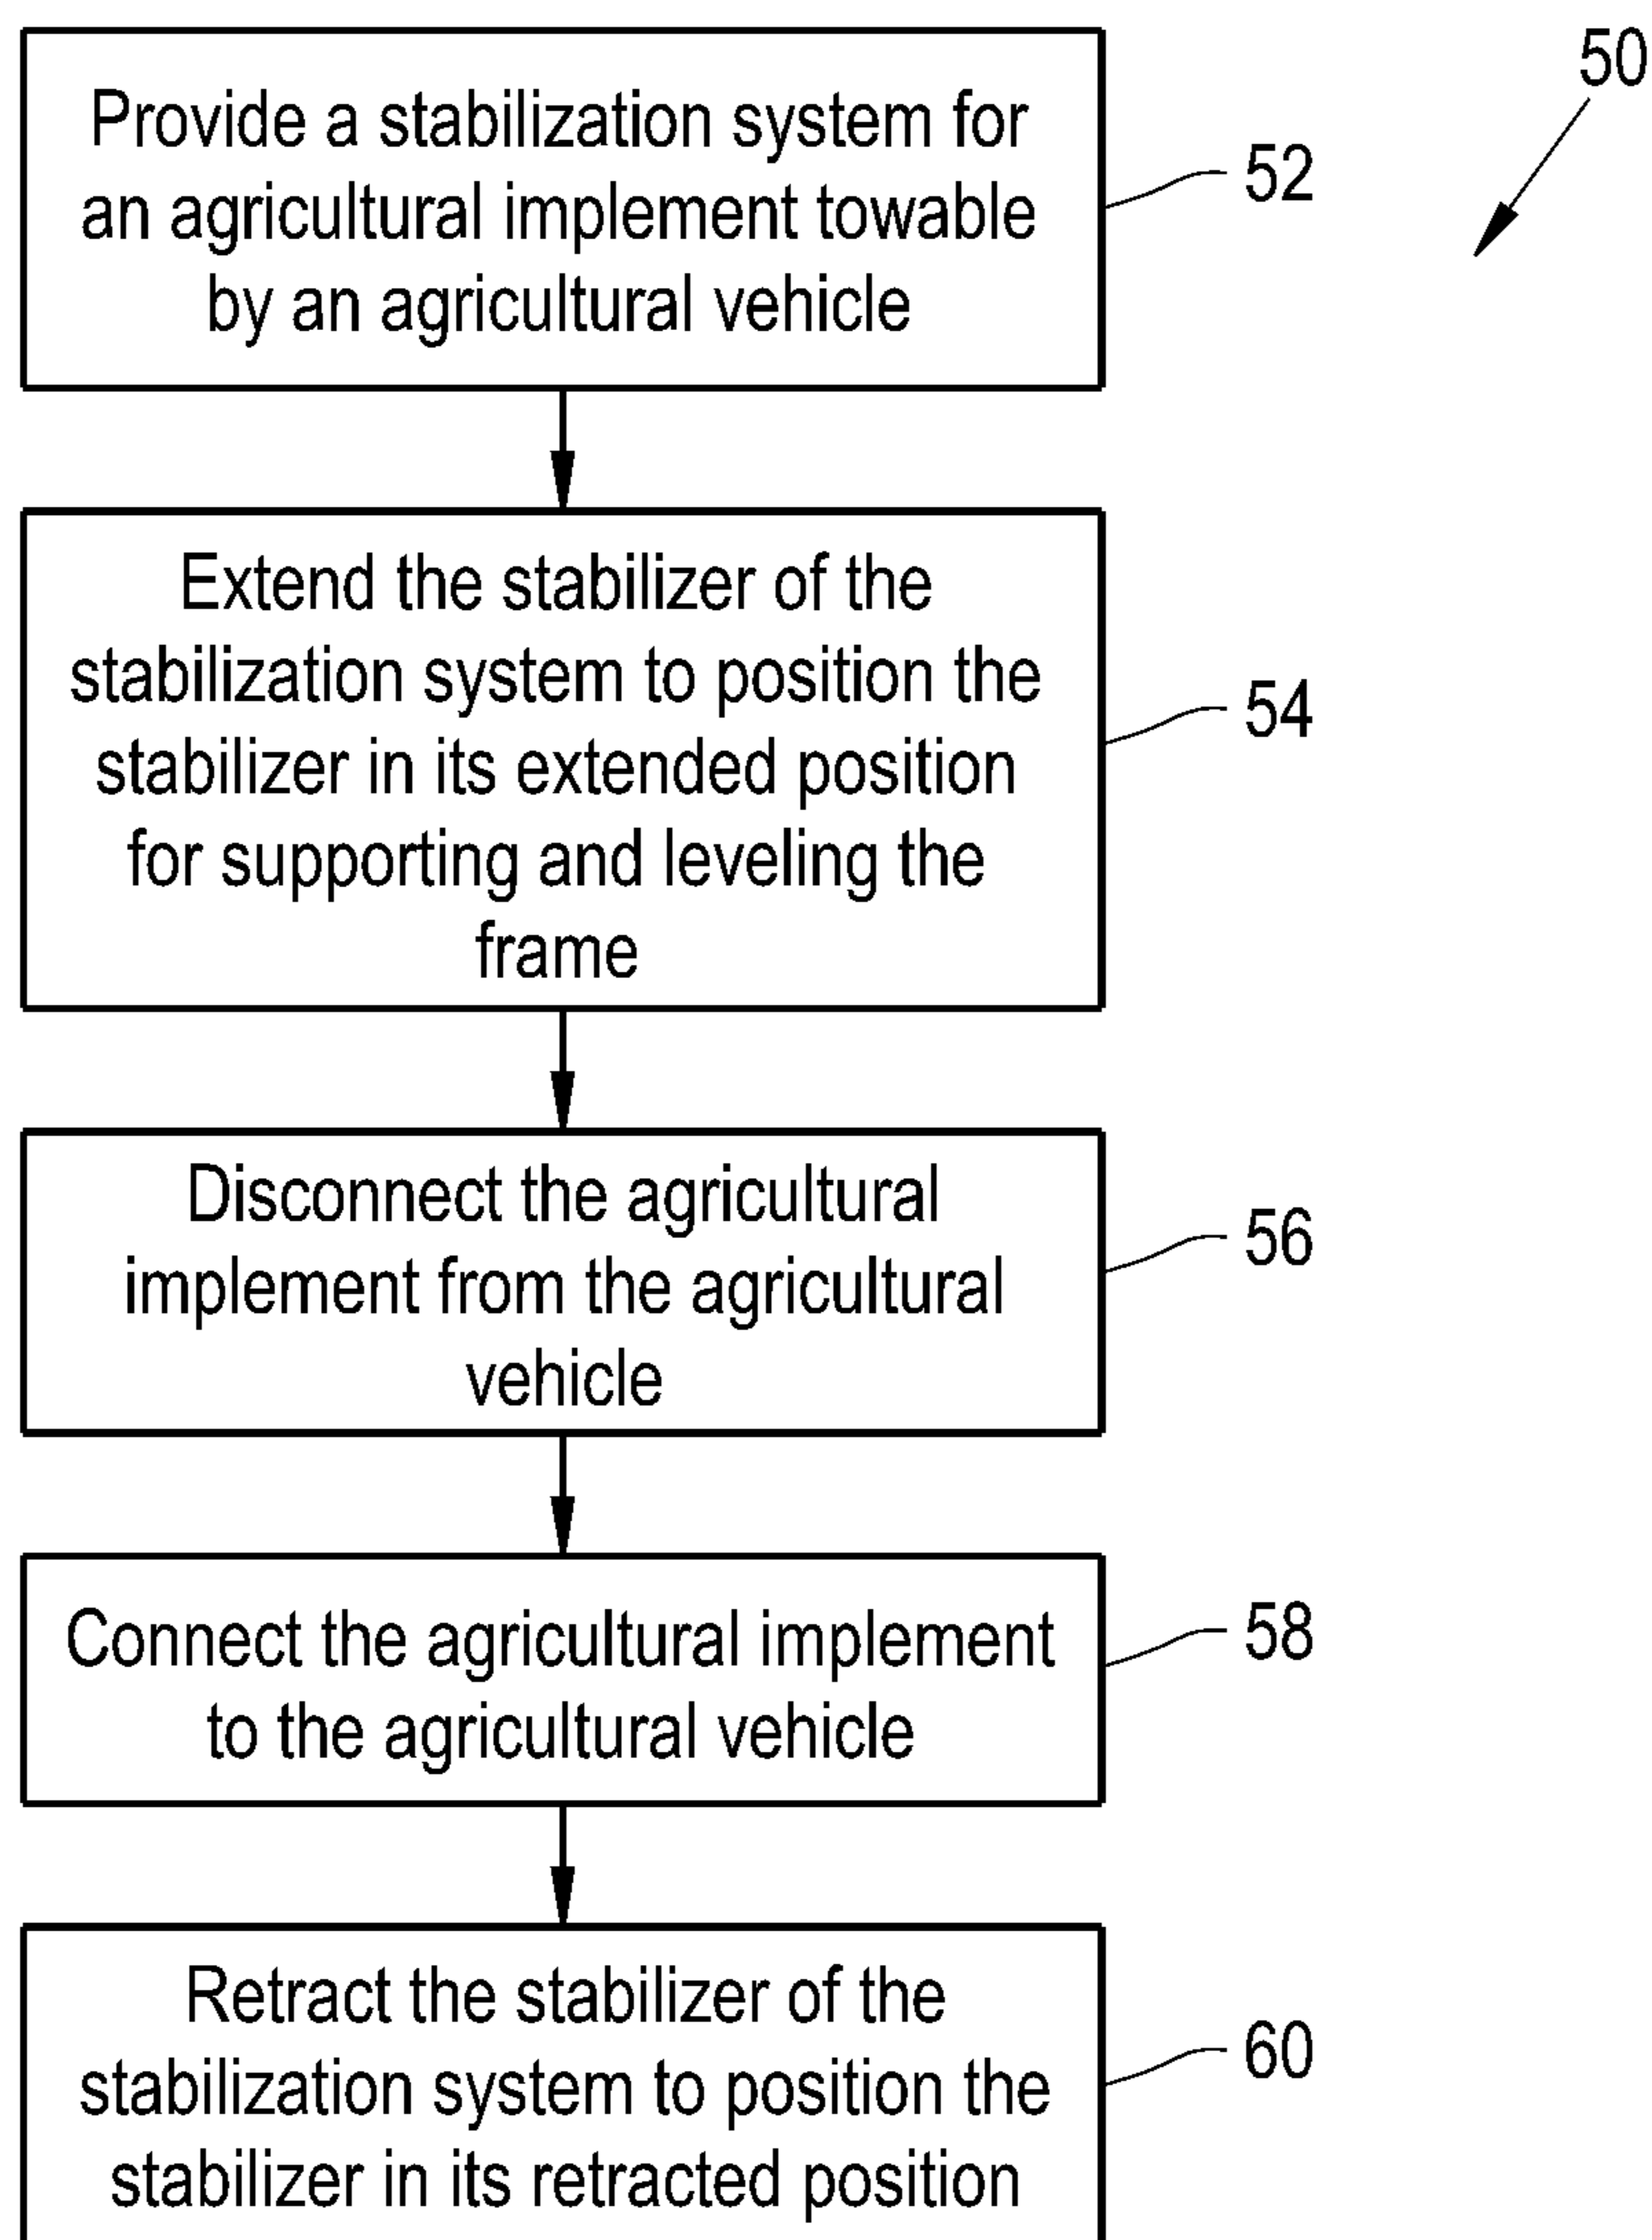 50
Provide a stabilization system for
an agricultural implement towable
by an agricultural vehicle
52
Extend the stabilizer of the
stabilization system to position the
stabilizer in its extended position
for supporting and leveling the
frame
54
Disconnect the agricultural
implement from the agricultural
vehicle
56
Connect the agricultural implement
to the agricultural vehicle
58
Retract the stabilizer of the
stabilization system to position the
stabilizer in its retracted position
60